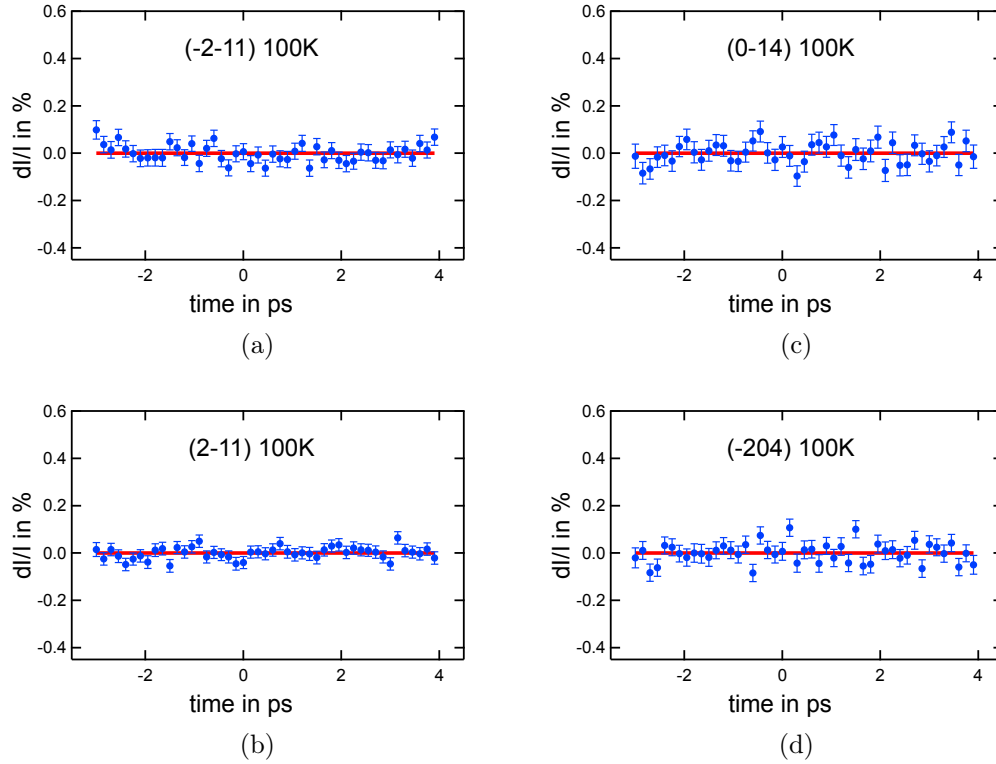 0.6
0.4
0.2
0.0
-0.2
-0.4
dI/I in %
(-2-11) 100K
-2
0
2
4
time in ps
(a)
0.6
0.4
0.2
0.0
-0.2
-0.4
dI/I in %
(0-14) 100K
-2
0
2
4
time in ps
(c)
0.6
0.4
0.2
0.0
-0.2
-0.4
dI/I in %
(2-11) 100K
-2
0
2
4
time in ps
(b)
0.6
0.4
0.2
0.0
-0.2
-0.4
dI/I in %
(-204) 100K
-2
0
2
4
time in ps
(d)